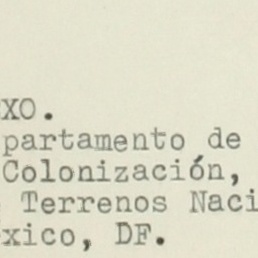 XO.
partamento de
Colonización,
Terrenos Naci
xico, DF.